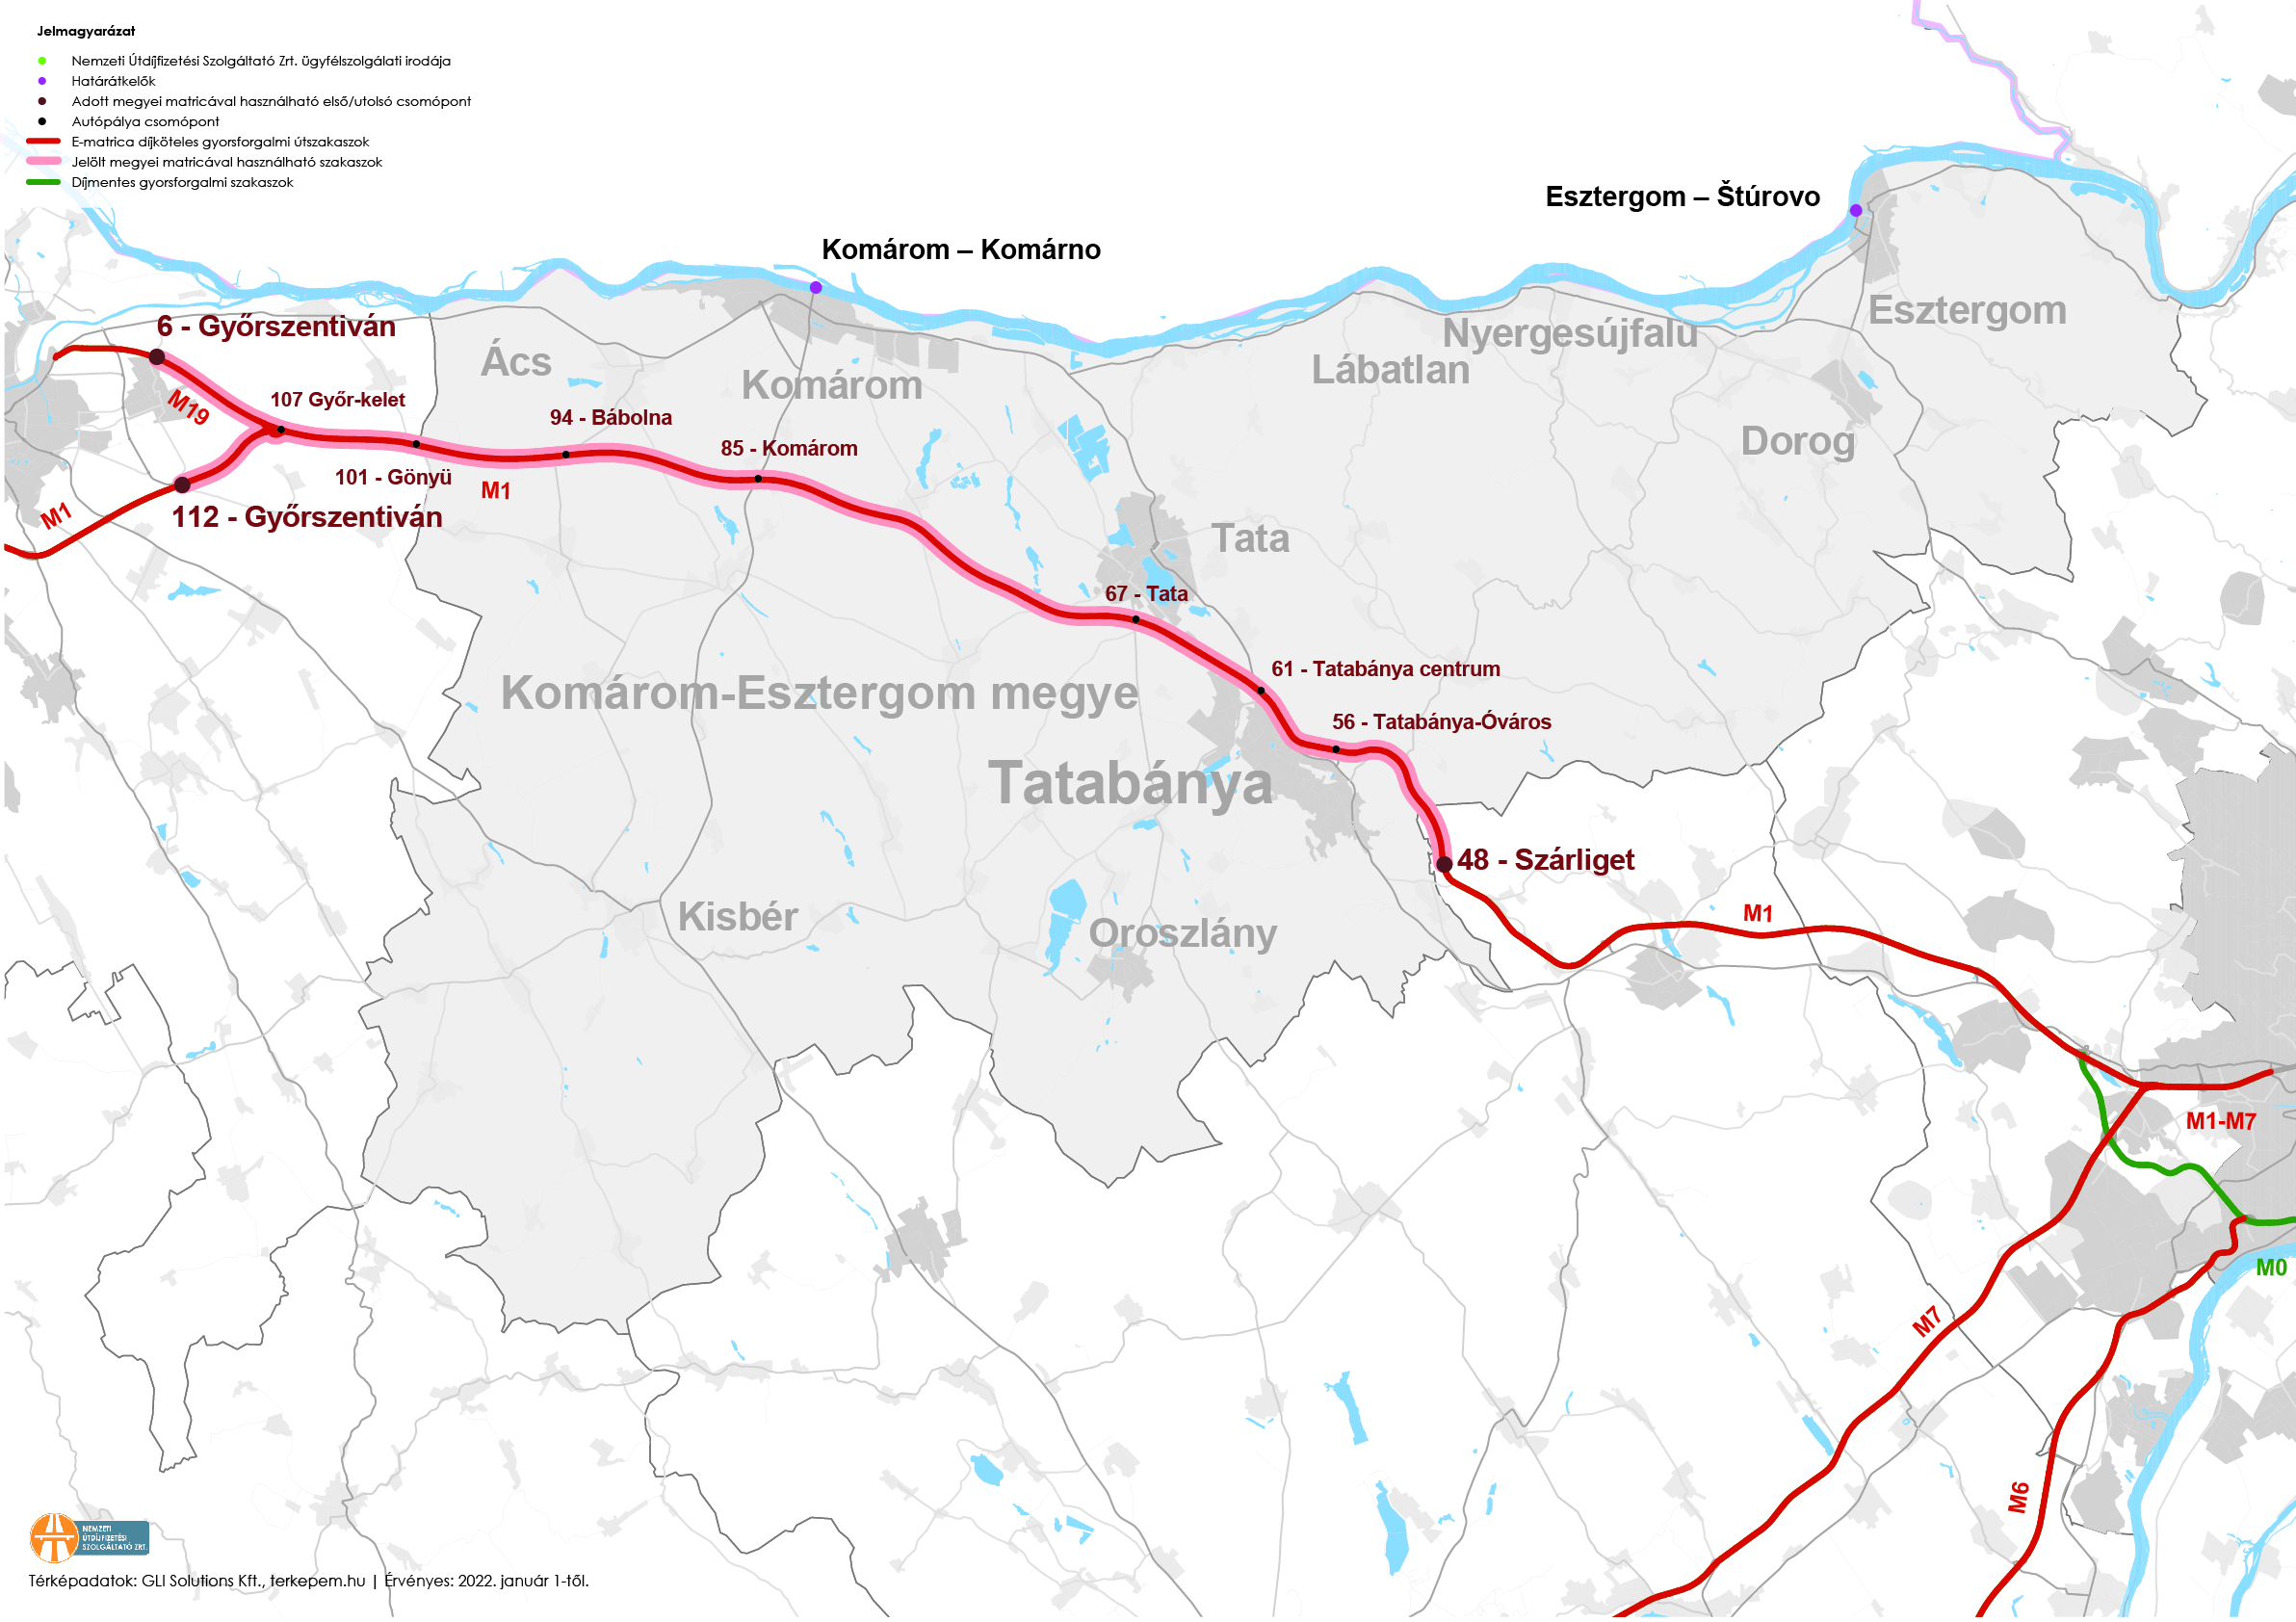 Jelmagyarázat
Nemzeti Útdíjfizetési Szolgáltató Zrt. ügyfélszolgálati irodája
Határátkelők
Adott megyei matricával használható első/utolsó csomópont
Autópálya csomópont
E-matrica díjköteles gyorsforgalmi útszakaszok
Jelölt megyei matricával használható szakaszok
Díjmentes gyorsforgalmi szakaszok
Esztergom – Štúrovo
Komárom – Komárno
Esztergom
6 - Győrszentiván
Nyergesújfalu
Ács
Lábatlan
Komárom
M19
107 Győr-kelet
94 - Bábolna
Dorog
85 - Komárom
101 - Gönyü
M1
M1
112 - Győrszentiván
Tata
67 - Tata
61 - Tatabánya centrum
Komárom-Esztergom megye
56 - Tatabánya-Óváros
Tatabánya
48 - Szárliget
Kisbér
M1
Oroszlány
M1-M7
M0
M7
M6
NEMZETI
ÚTDÍJFIZETÉSI
SZOLGÁLTATÓ ZRT.
Térképadatok: GLI Solutions Kft., terkepem.hu | Érvényes: 2022. január 1-től.